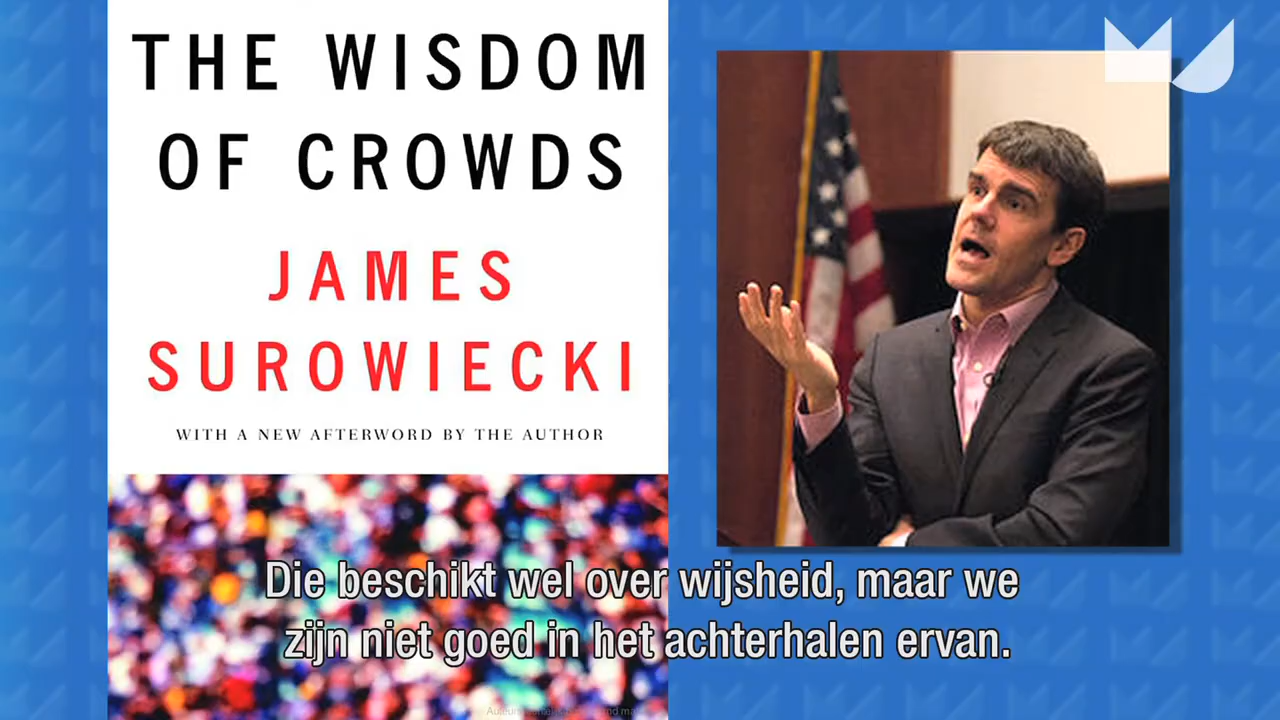 THE WISDOM
OF CROWDS
JAMES
SUROWIECKI
WITH A NEW AFTERWORD BY THE AUTHOR
Die beschikt wel over wijsheid, maar we
zijn niet goed in het achterhalen ervan.